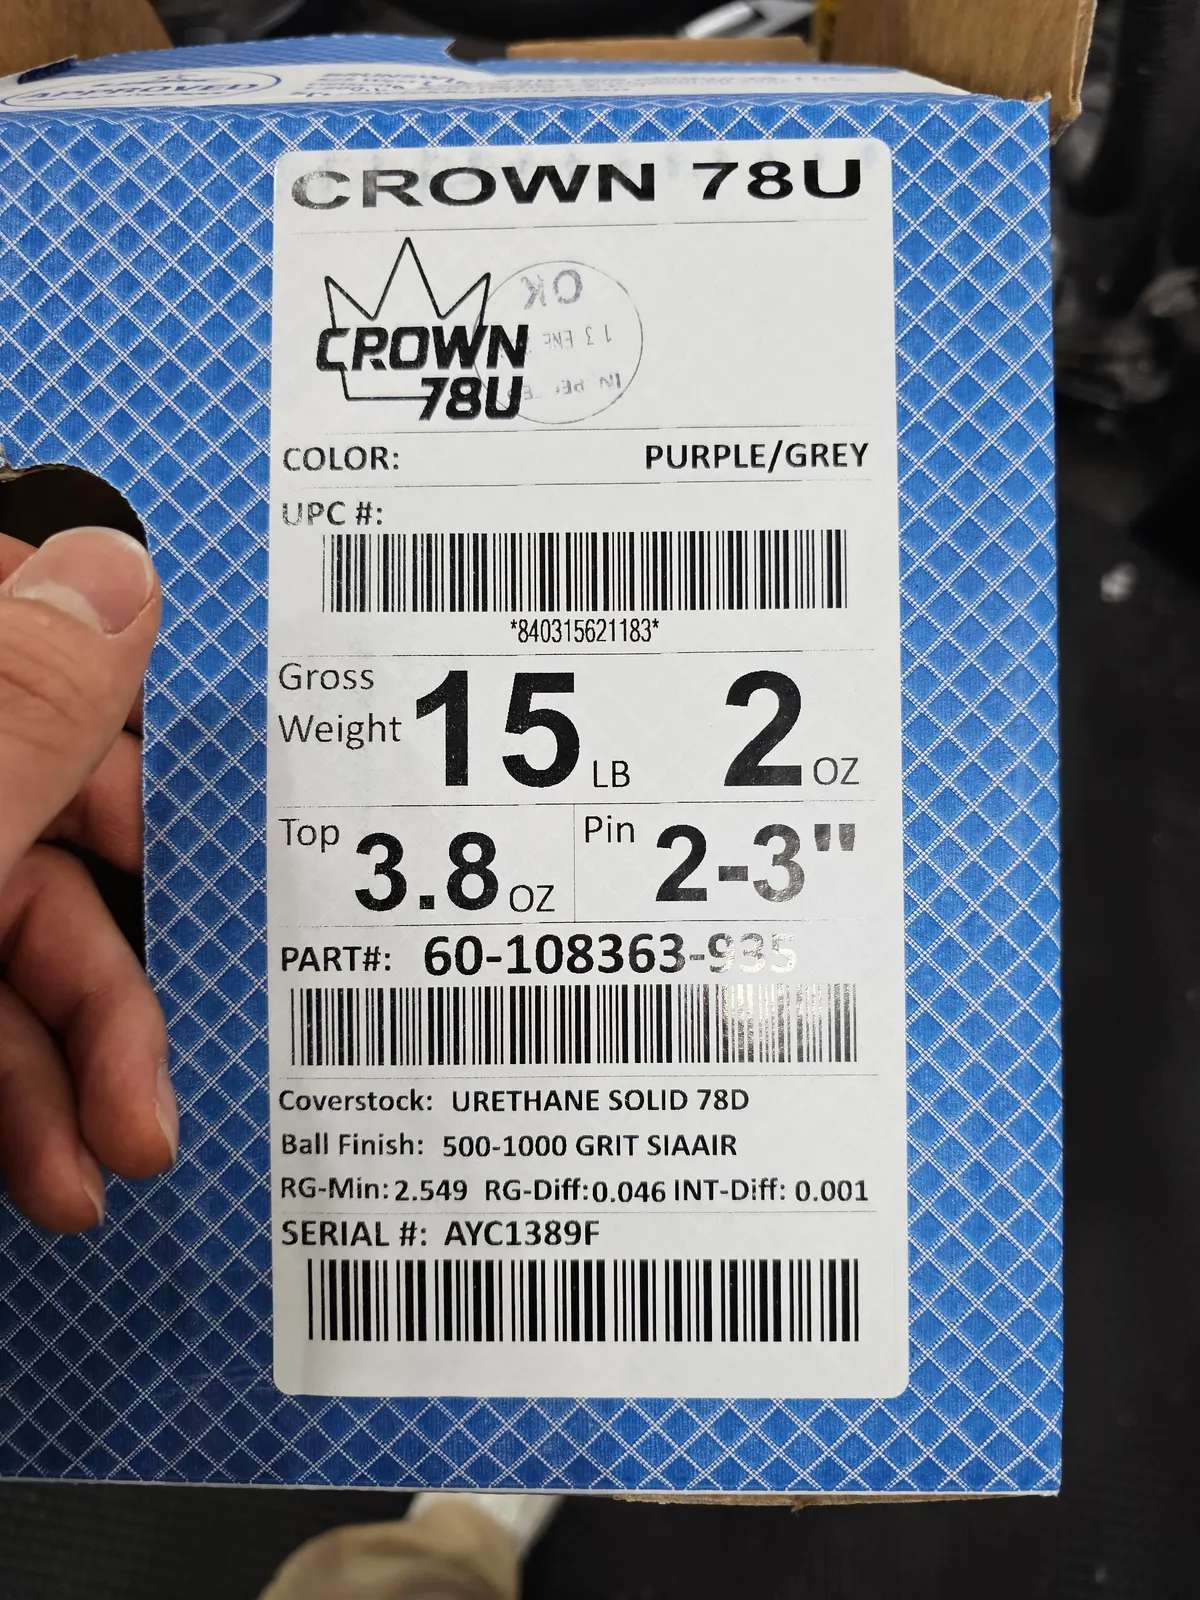 APPROVED
CROWN 78U
CROWN
78U
OK
13 ENE
COLOR: PURPLE/GREY
UPC #:
*840315621183*
Gross
Weight 15 LB 2 OZ
Top 3.8 OZ Pin 2-3"
PART#: 60-108363-935
Coverstock: URETHANE SOLID 78D
Ball Finish: 500-1000 GRIT SIAAIR
RG-Min: 2.549 RG-Diff: 0.046 INT-Diff: 0.001
SERIAL #: AYC1389F